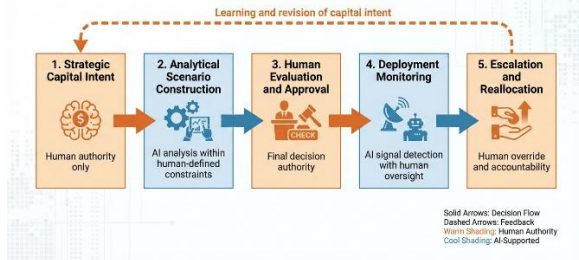 Learning and revision of capital intent
1. Strategic
Capital Intent
Human authority
only
2. Analytical
Scenario
Construction
AI analysis within
human-defined
constraints
3. Human
Evaluation
and Approval
CHECK
Final decision
authority
4. Deployment
Monitoring
AI signal detection
with human
oversight
5. Escalation
and
Reallocation
Human override
and accountability
Solid Arrows: Decision Flow
Dashed Arrows: Feedback
Warm Shading: Human Authority
Cool Shading: AI-Supported